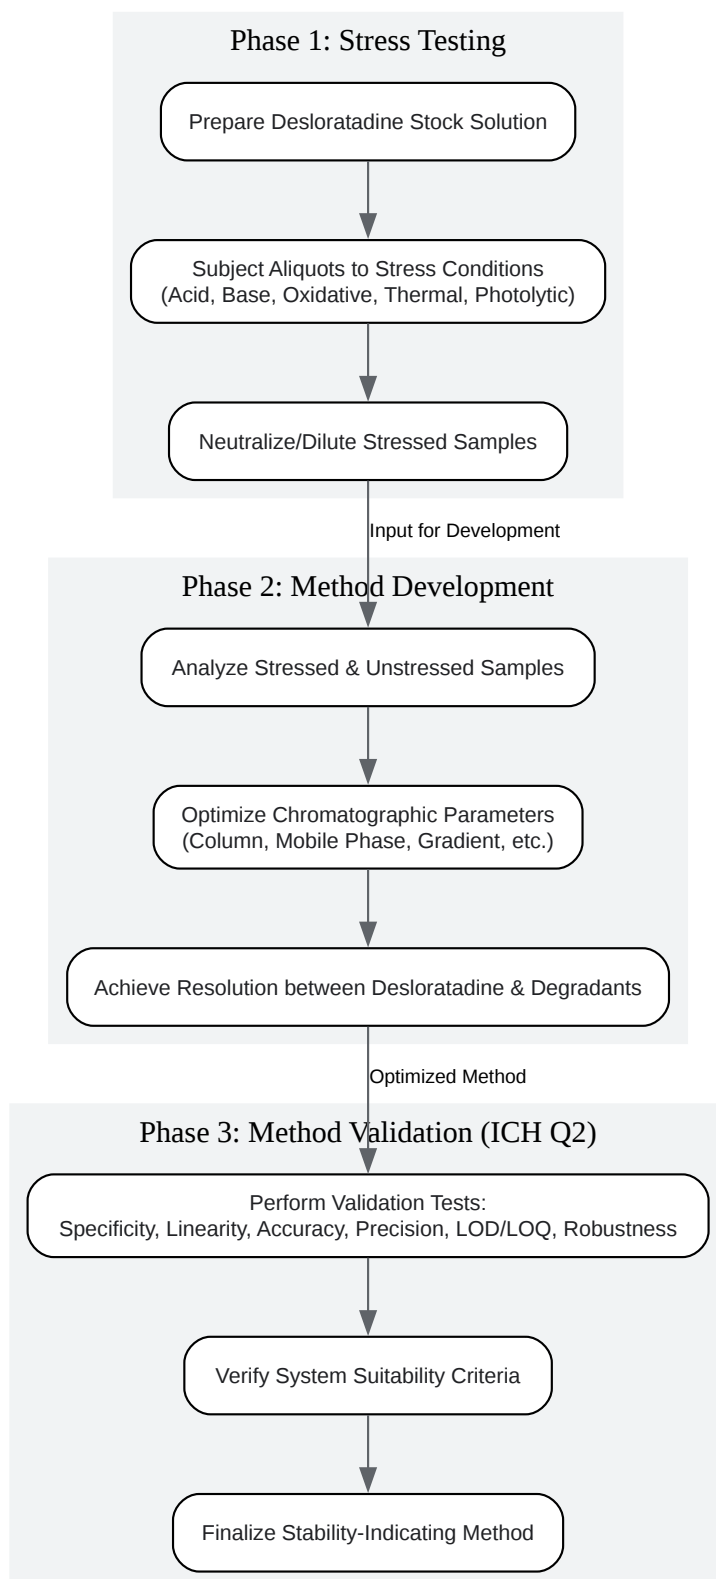 Phase 1: Stress Testing
Prepare Desloratadine Stock Solution
Subject Aliquots to Stress Conditions
(Acid, Base, Oxidative, Thermal, Photolytic)
Neutralize/Dilute Stressed Samples
Input for Development
Phase 2: Method Development
Analyze Stressed & Unstressed Samples
Optimize Chromatographic Parameters
(Column, Mobile Phase, Gradient, etc.)
Achieve Resolution between Desloratadine & Degradants
Optimized Method
Phase 3: Method Validation (ICH Q2)
Perform Validation Tests:
Specificity, Linearity, Accuracy, Precision, LOD/LOQ, Robustness
Verify System Suitability Criteria
Finalize Stability-Indicating Method